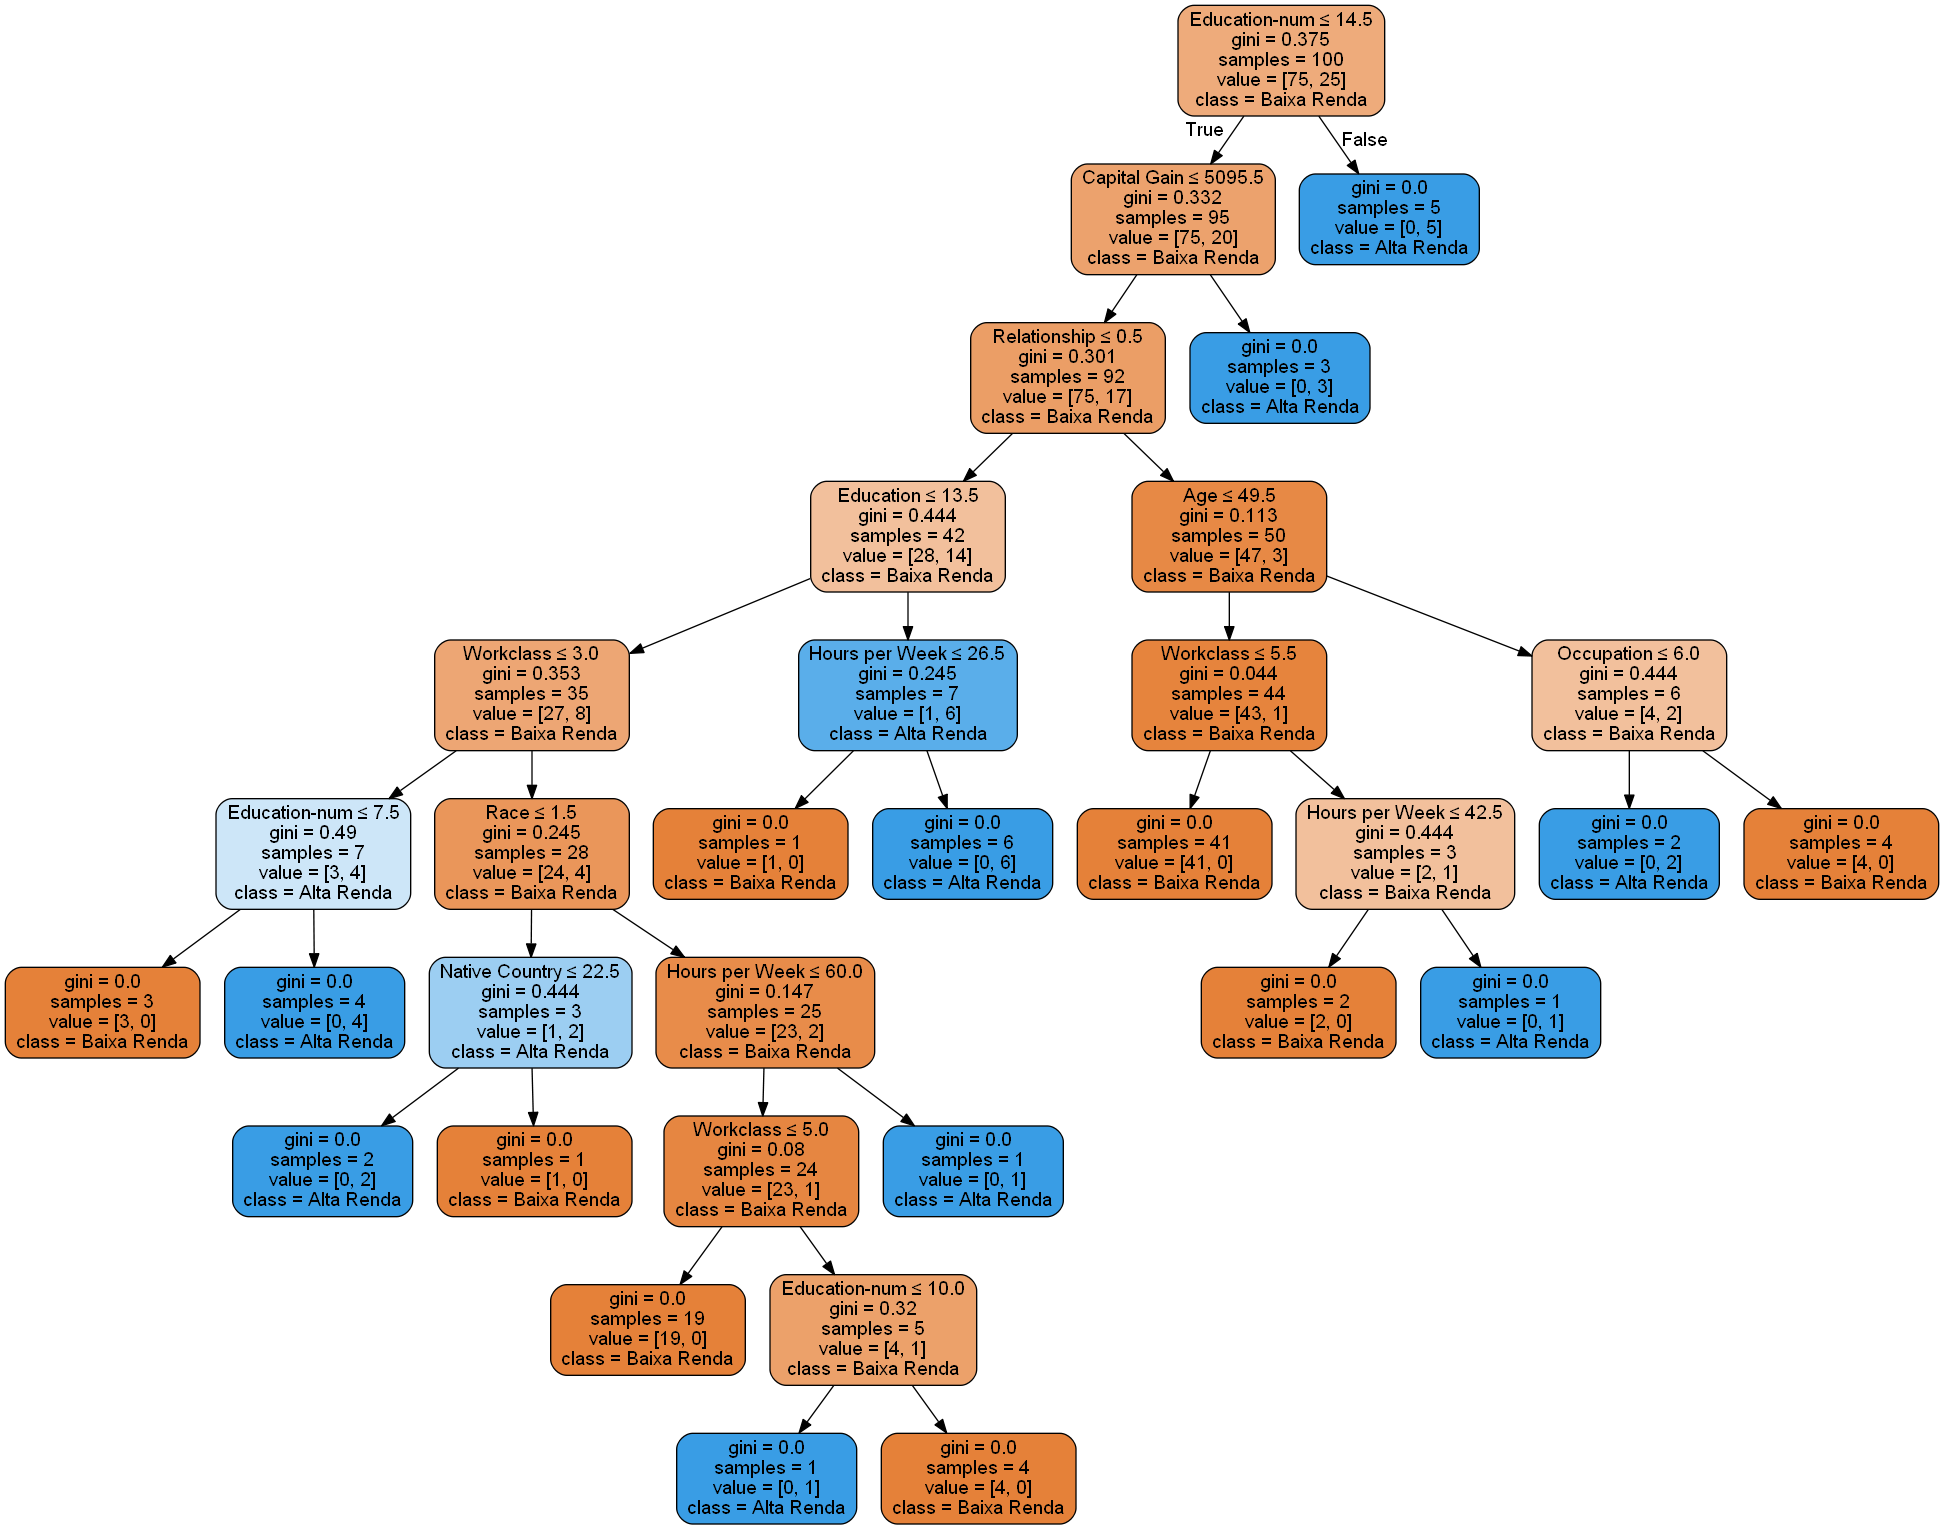 Education-num ≤ 14.5
gini = 0.375
samples = 100
value = [75, 25]
class = Baixa Renda
True
False
Capital Gain ≤ 5095.5
gini = 0.332
samples = 95
value = [75, 20]
class = Baixa Renda
gini = 0.0
samples = 5
value = [0, 5]
class = Alta Renda
Relationship ≤ 0.5
gini = 0.301
samples = 92
value = [75, 17]
class = Baixa Renda
gini = 0.0
samples = 3
value = [0, 3]
class = Alta Renda
Education ≤ 13.5
gini = 0.444
samples = 42
value = [28, 14]
class = Baixa Renda
Age ≤ 49.5
gini = 0.113
samples = 50
value = [47, 3]
class = Baixa Renda
Workclass ≤ 3.0
gini = 0.353
samples = 35
value = [27, 8]
class = Baixa Renda
Hours per Week ≤ 26.5
gini = 0.245
samples = 7
value = [1, 6]
class = Alta Renda
Workclass ≤ 5.5
gini = 0.044
samples = 44
value = [43, 1]
class = Baixa Renda
Occupation ≤ 6.0
gini = 0.444
samples = 6
value = [4, 2]
class = Baixa Renda
Education-num ≤ 7.5
gini = 0.49
samples = 7
value = [3, 4]
class = Alta Renda
Race ≤ 1.5
gini = 0.245
samples = 28
value = [24, 4]
class = Baixa Renda
gini = 0.0
samples = 1
value = [1, 0]
class = Baixa Renda
gini = 0.0
samples = 6
value = [0, 6]
class = Alta Renda
gini = 0.0
samples = 41
value = [41, 0]
class = Baixa Renda
Hours per Week ≤ 42.5
gini = 0.444
samples = 3
value = [2, 1]
class = Baixa Renda
gini = 0.0
samples = 2
value = [0, 2]
class = Alta Renda
gini = 0.0
samples = 4
value = [4, 0]
class = Baixa Renda
gini = 0.0
samples = 3
value = [3, 0]
class = Baixa Renda
gini = 0.0
samples = 4
value = [0, 4]
class = Alta Renda
Native Country ≤ 22.5
gini = 0.444
samples = 3
value = [1, 2]
class = Alta Renda
Hours per Week ≤ 60.0
gini = 0.147
samples = 25
value = [23, 2]
class = Baixa Renda
gini = 0.0
samples = 2
value = [2, 0]
class = Baixa Renda
gini = 0.0
samples = 1
value = [0, 1]
class = Alta Renda
gini = 0.0
samples = 2
value = [0, 2]
class = Alta Renda
gini = 0.0
samples = 1
value = [1, 0]
class = Baixa Renda
Workclass ≤ 5.0
gini = 0.08
samples = 24
value = [23, 1]
class = Baixa Renda
gini = 0.0
samples = 1
value = [0, 1]
class = Alta Renda
gini = 0.0
samples = 19
value = [19, 0]
class = Baixa Renda
Education-num ≤ 10.0
gini = 0.32
samples = 5
value = [4, 1]
class = Baixa Renda
gini = 0.0
samples = 1
value = [0, 1]
class = Alta Renda
gini = 0.0
samples = 4
value = [4, 0]
class = Baixa Renda